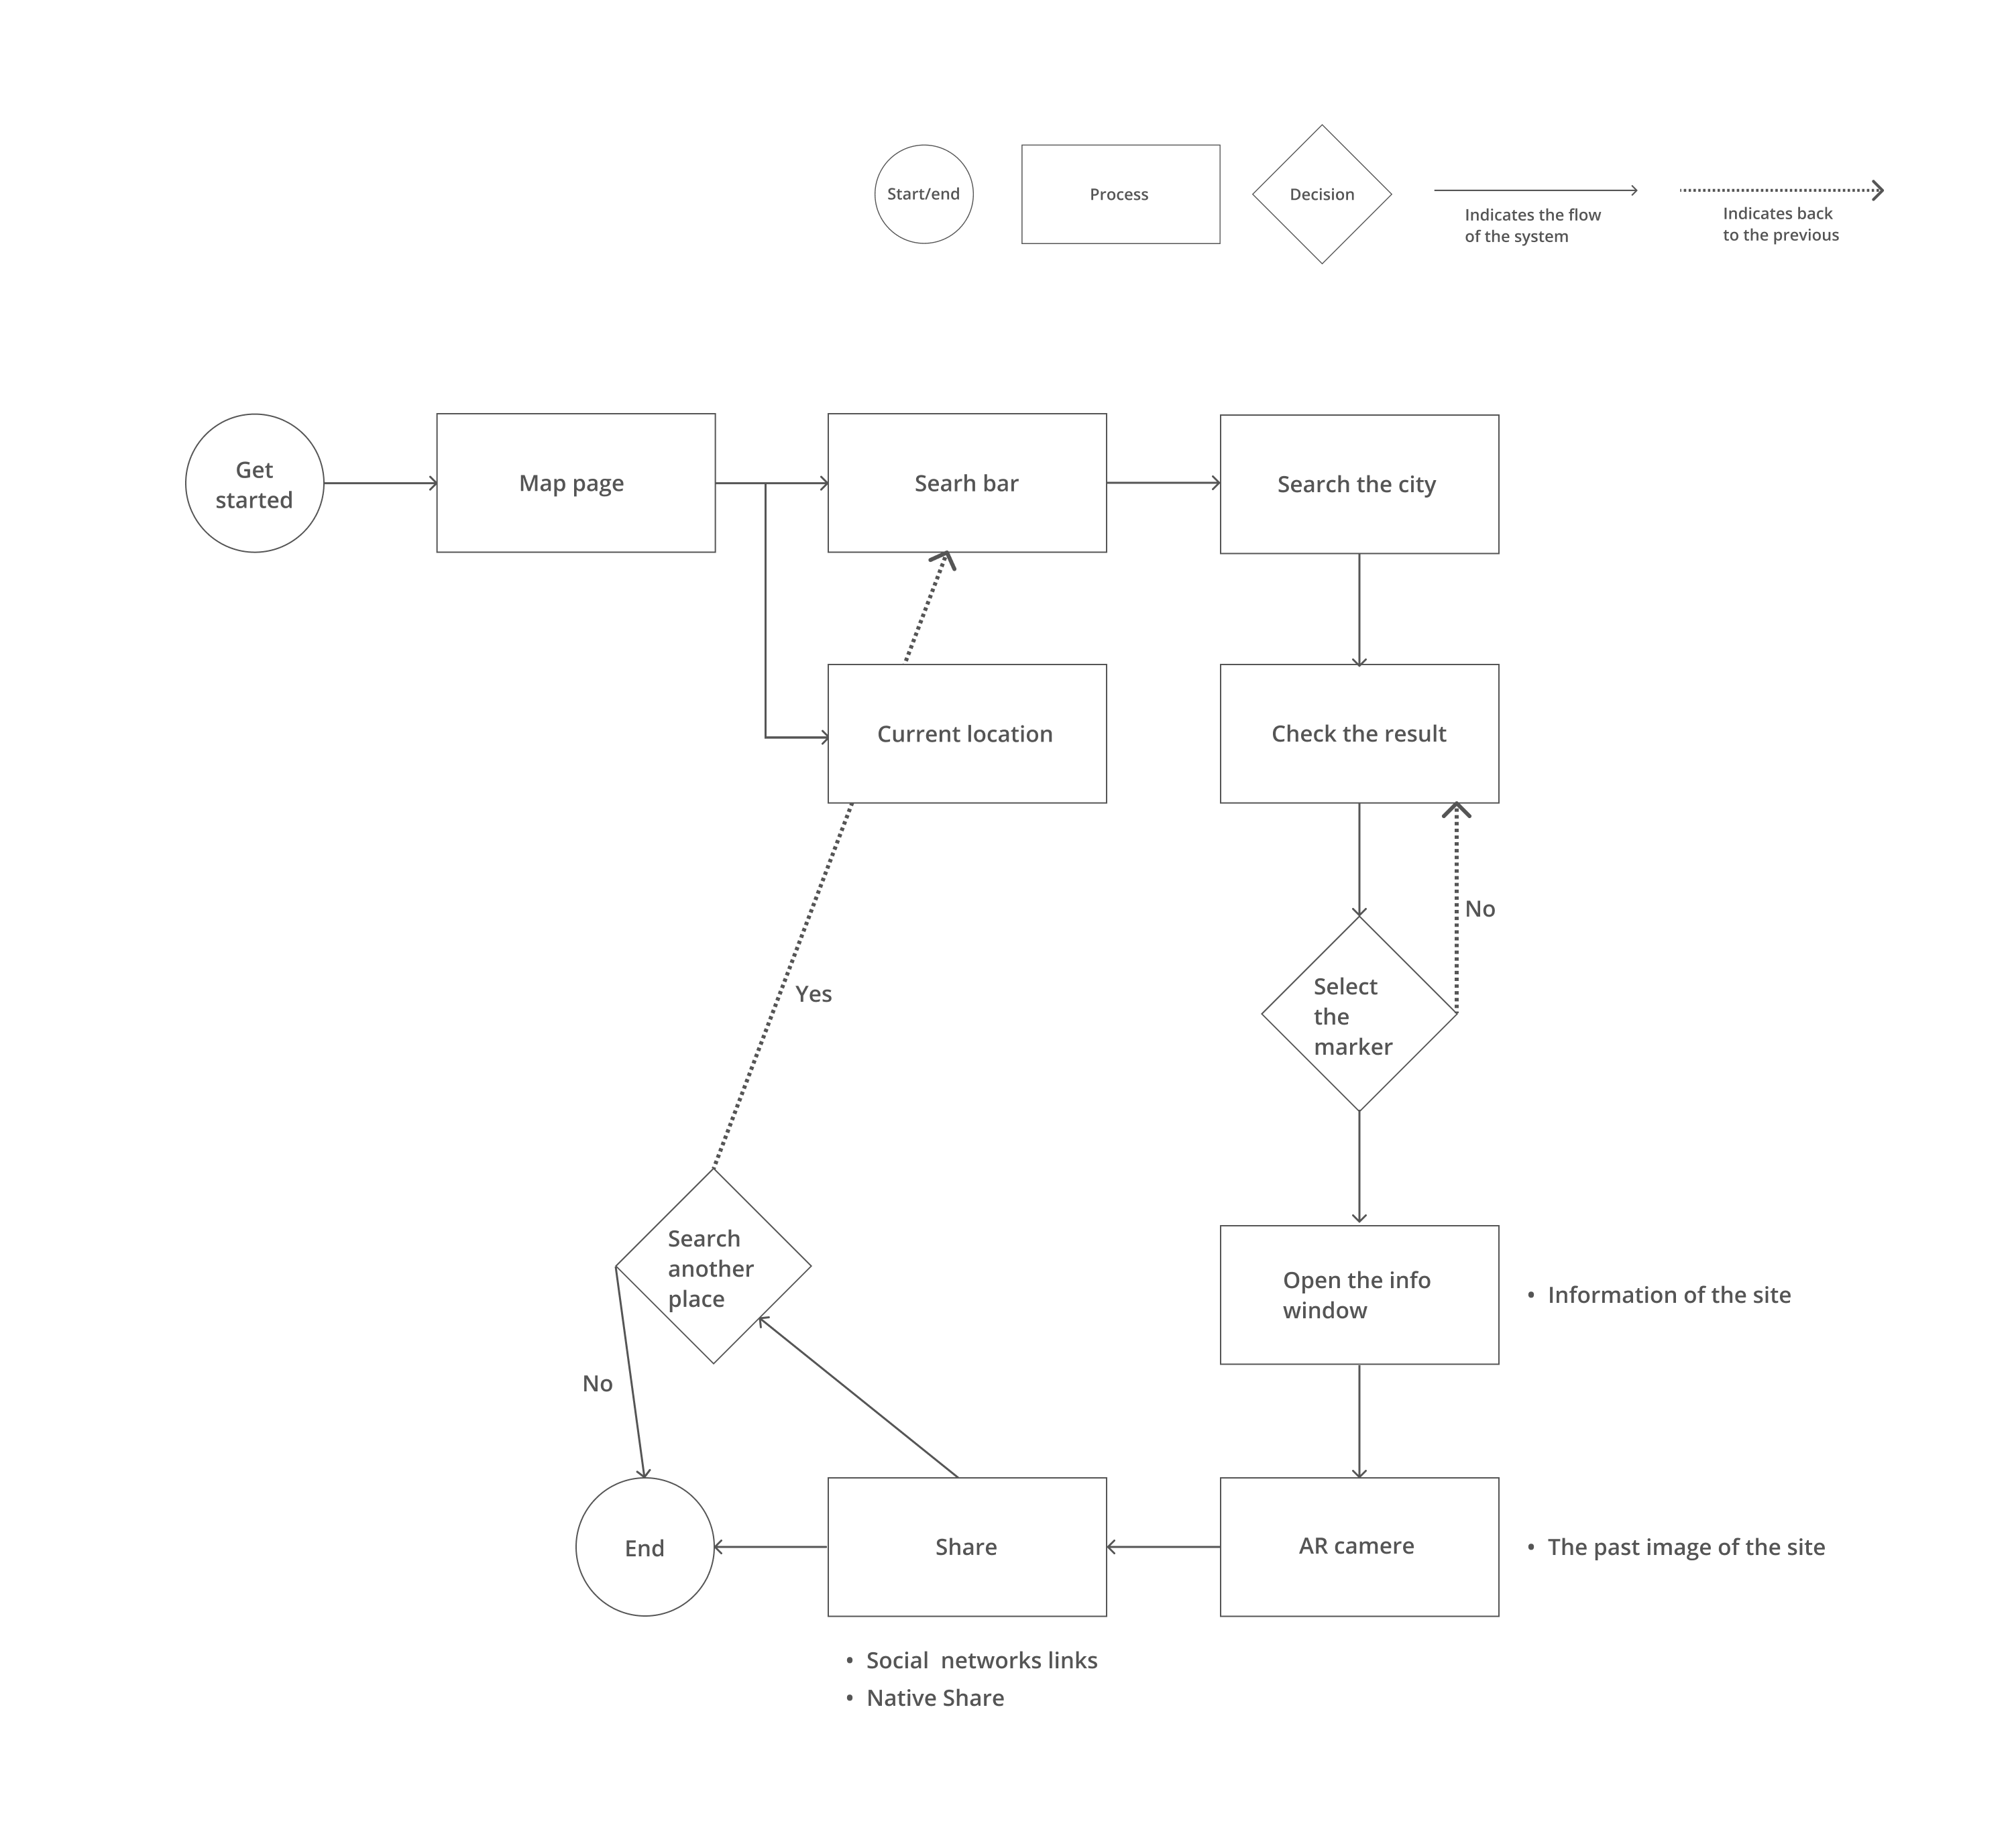 Start/end
Process
Decision
Indicates the flow
of the system
Indicates back
to the previous
Get
started
Map page
Searh bar
Search the city
Current location
Check the result
No
Yes
Select
the
marker
Search
another
place
Open the info
window
• Information of the site
No
End
Share
AR camere
• The past image of the site
• Social  networks links
• Native Share